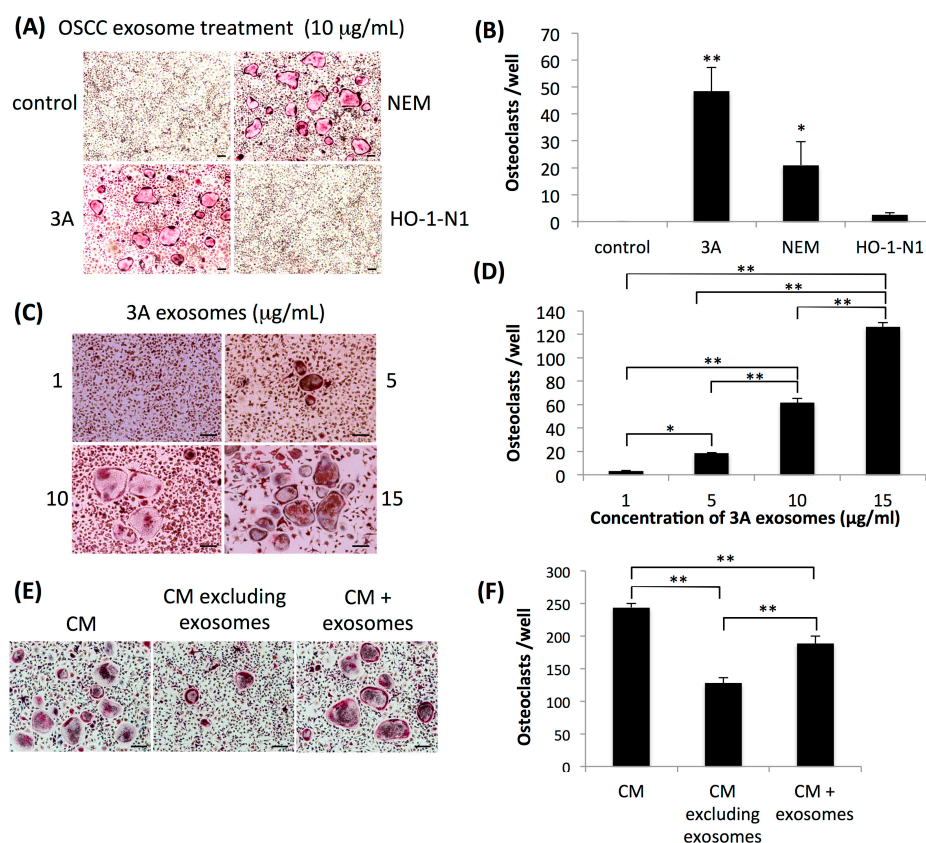 (A) OSCC exosome treatment (10 μg/mL)
control
NEM
3A
HO-1-N1
(B)
Osteoclasts /well
70
60
50
40
30
20
10
0
**
*
control 3A NEM HO-1-N1
(C) 3A exosomes (μg/mL)
1
5
10
15
(D)
Osteoclasts /well
140
120
100
80
60
40
20
0
**
**
**
**
**
*
1 5 10 15
Concentration of 3A exosomes (μg/ml)
(E)
CM
CM excluding
exosomes
CM +
exosomes
(F)
Osteoclasts /well
300
250
200
150
100
50
0
**
**
**
CM
CM
excluding
exosomes
CM +
exosomes